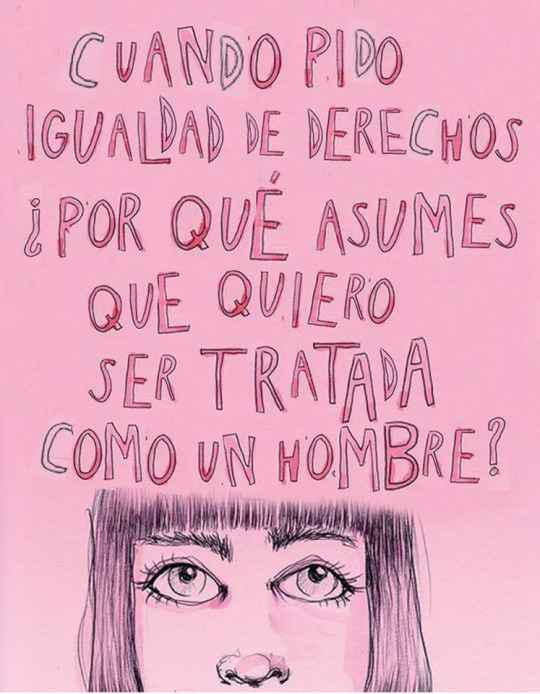 CUANDO PIDO
IGUALDAD DE DERECHOS
¿POR QUÉ ASUMES
QUE QUIERO
SER TRATADA
COMO UN HOMBRE?